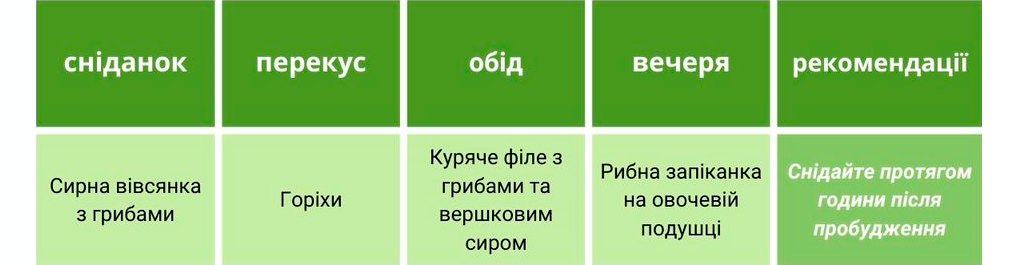 сніданок
перекус
обід
вечеря
рекомендації
Сирна вівсянка
з грибами
Горіхи
Куряче філе з
грибами та
вершковим
сиром
Рибна запіканка
на овочевій
подушці
Снідайте протягом
години після
пробудження